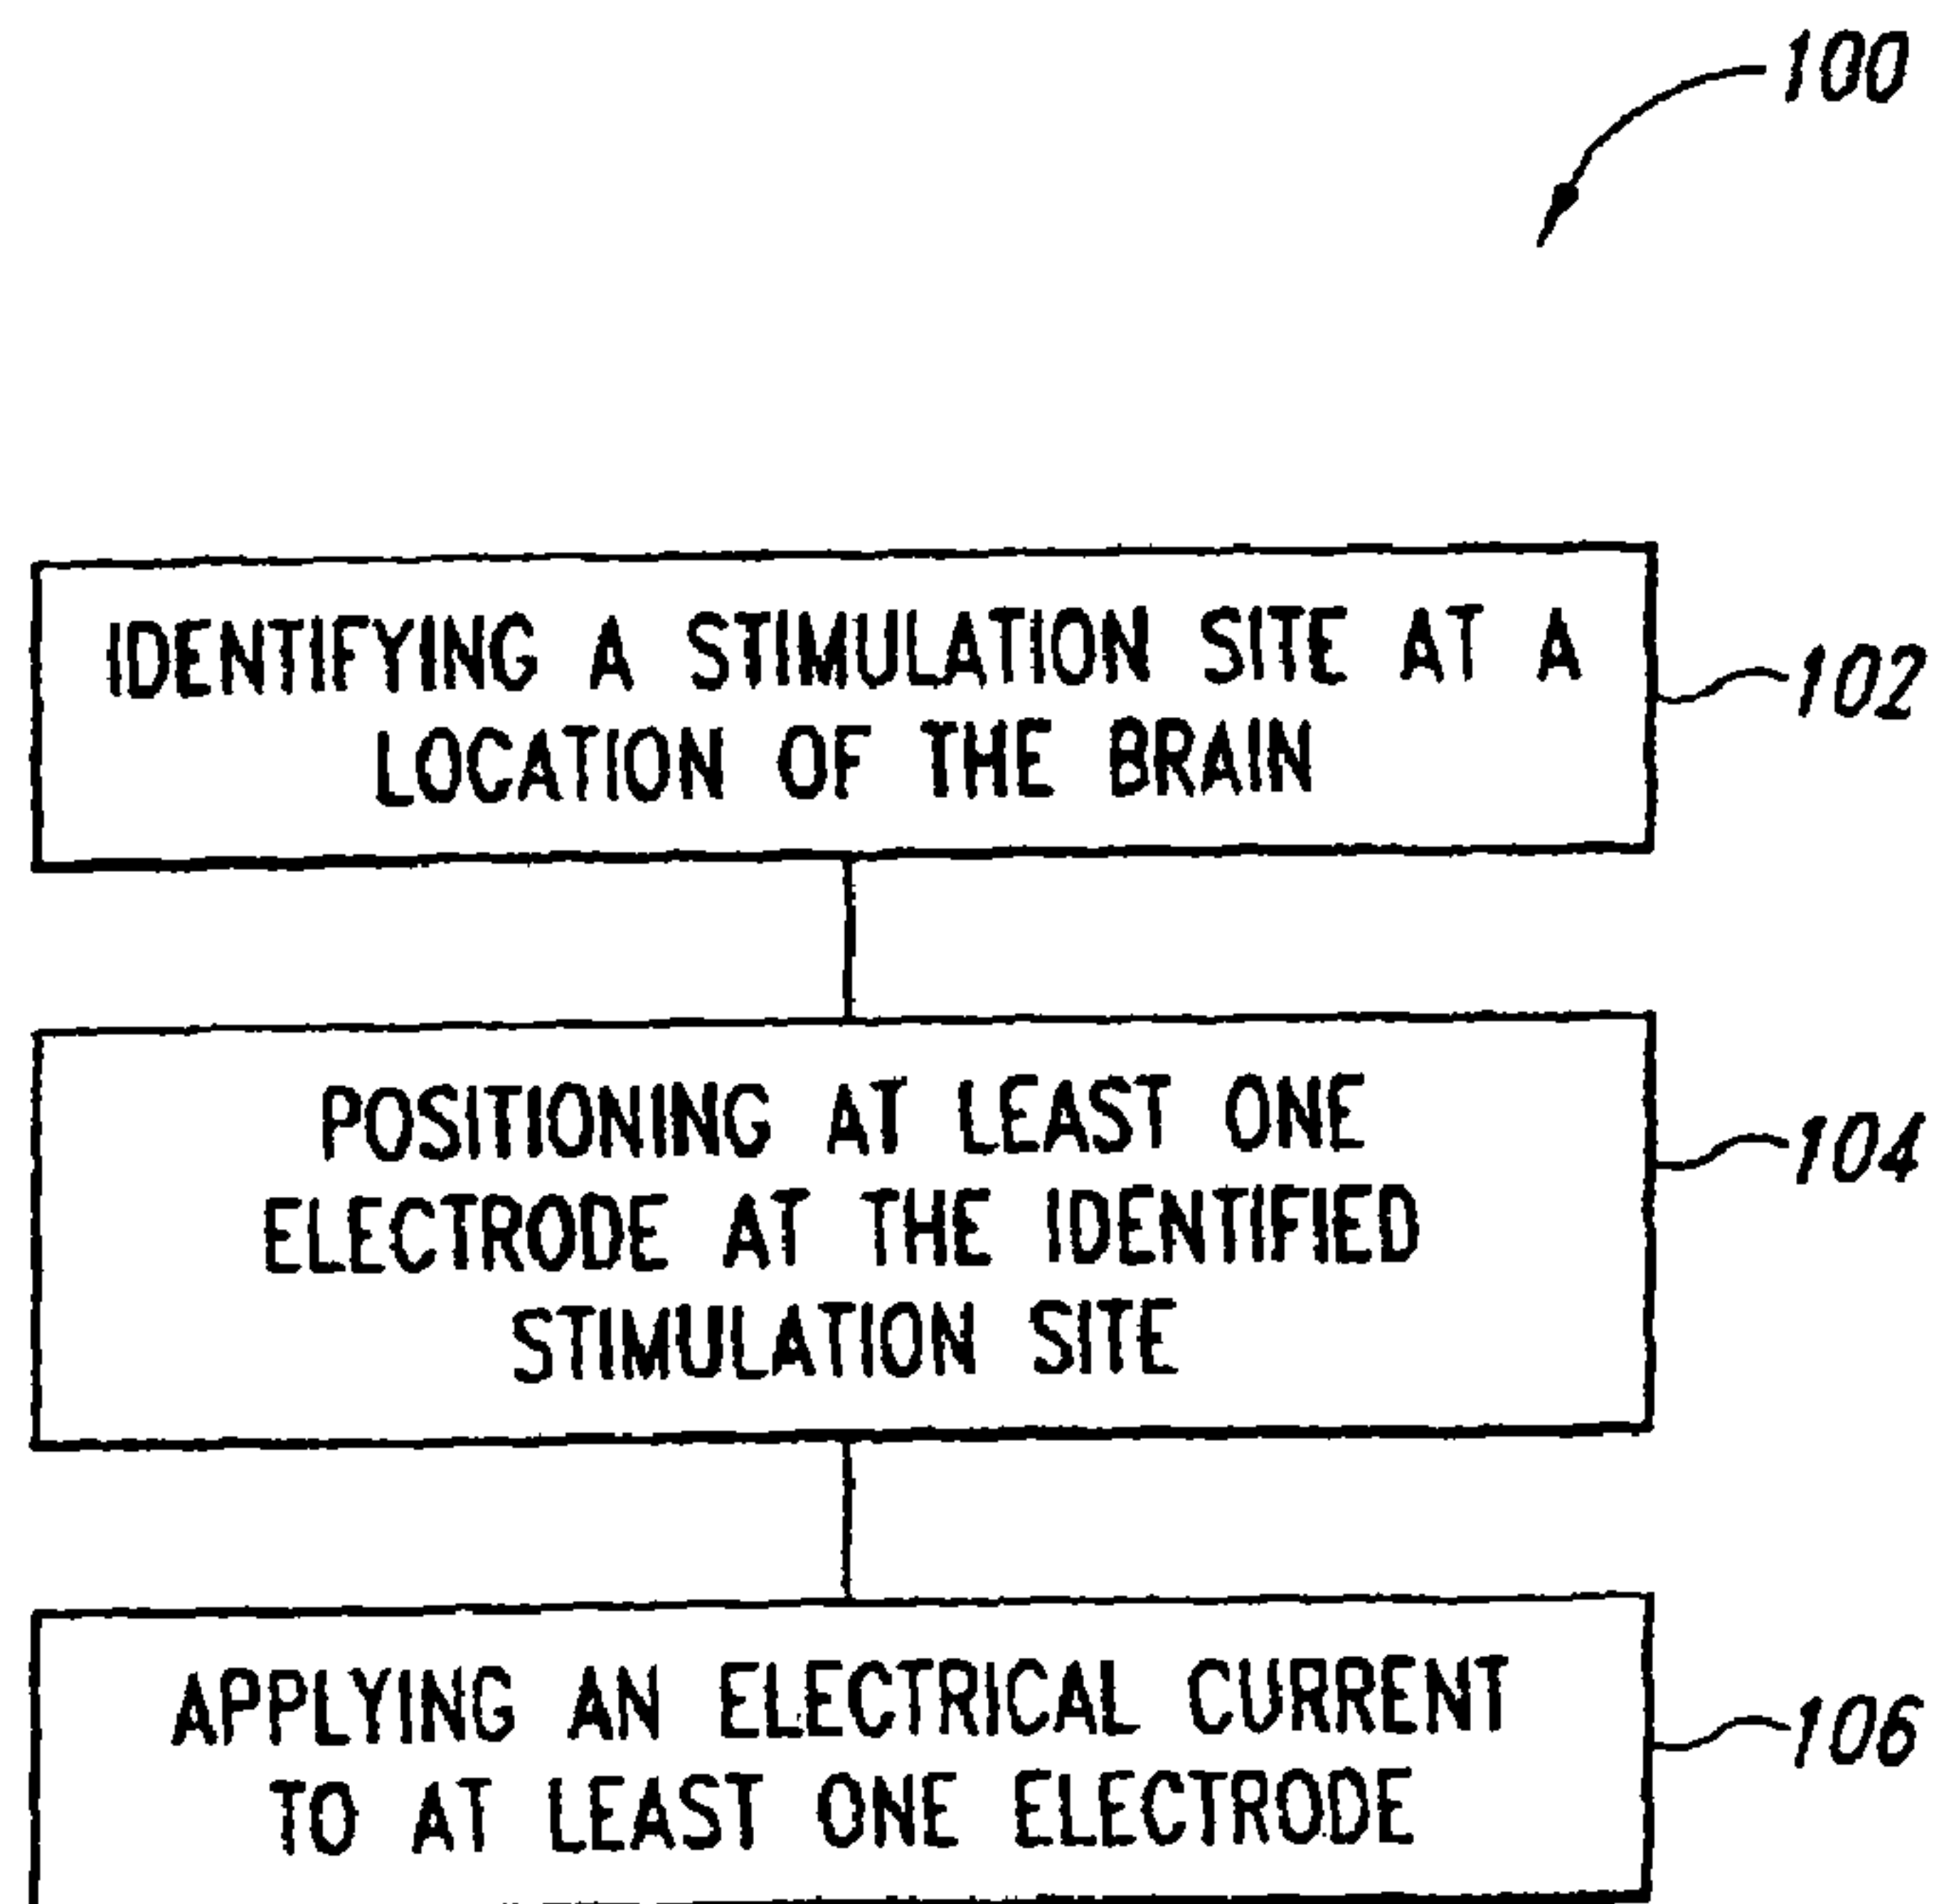 100
IDENTIFYING A STIMULATION SITE AT A
LOCATION OF THE BRAIN
102
POSITIONING AT LEAST ONE
ELECTRODE AT THE IDENTIFIED
STIMULATION SITE
104
APPLYING AN ELECTRICAL CURRENT
TO AT LEAST ONE ELECTRODE
106